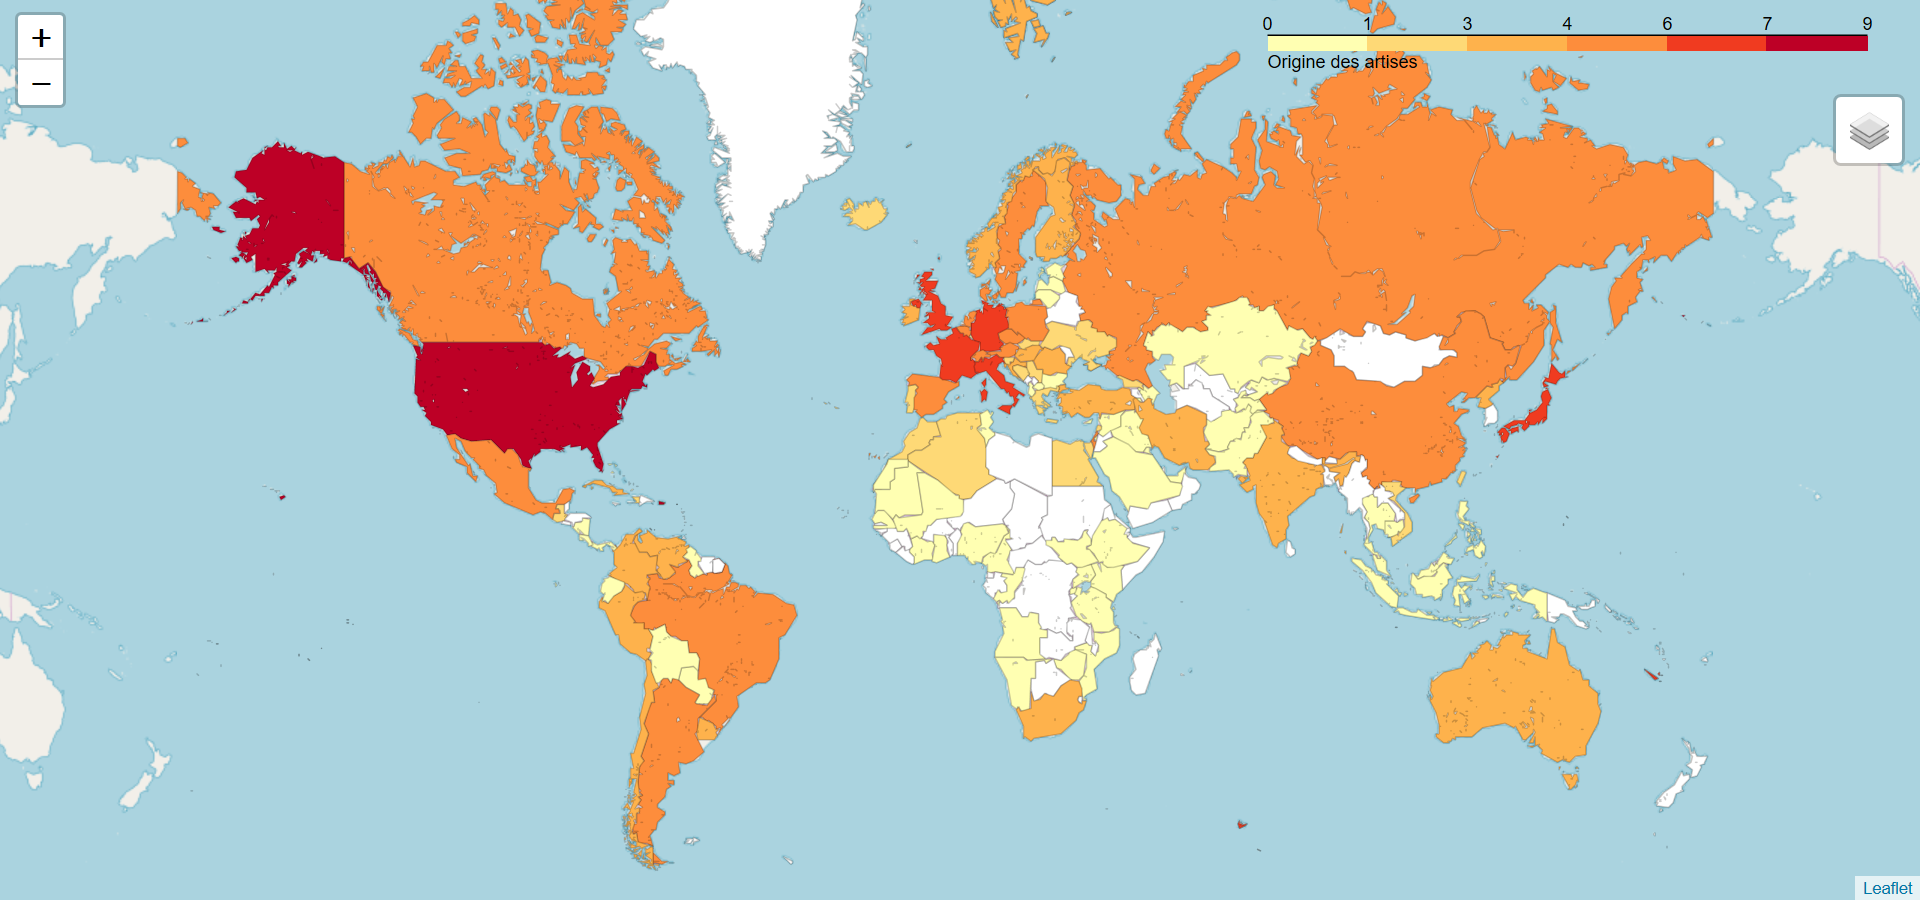 +
−
0 1 3 4 6 7 9
Origine des artises
Leaflet